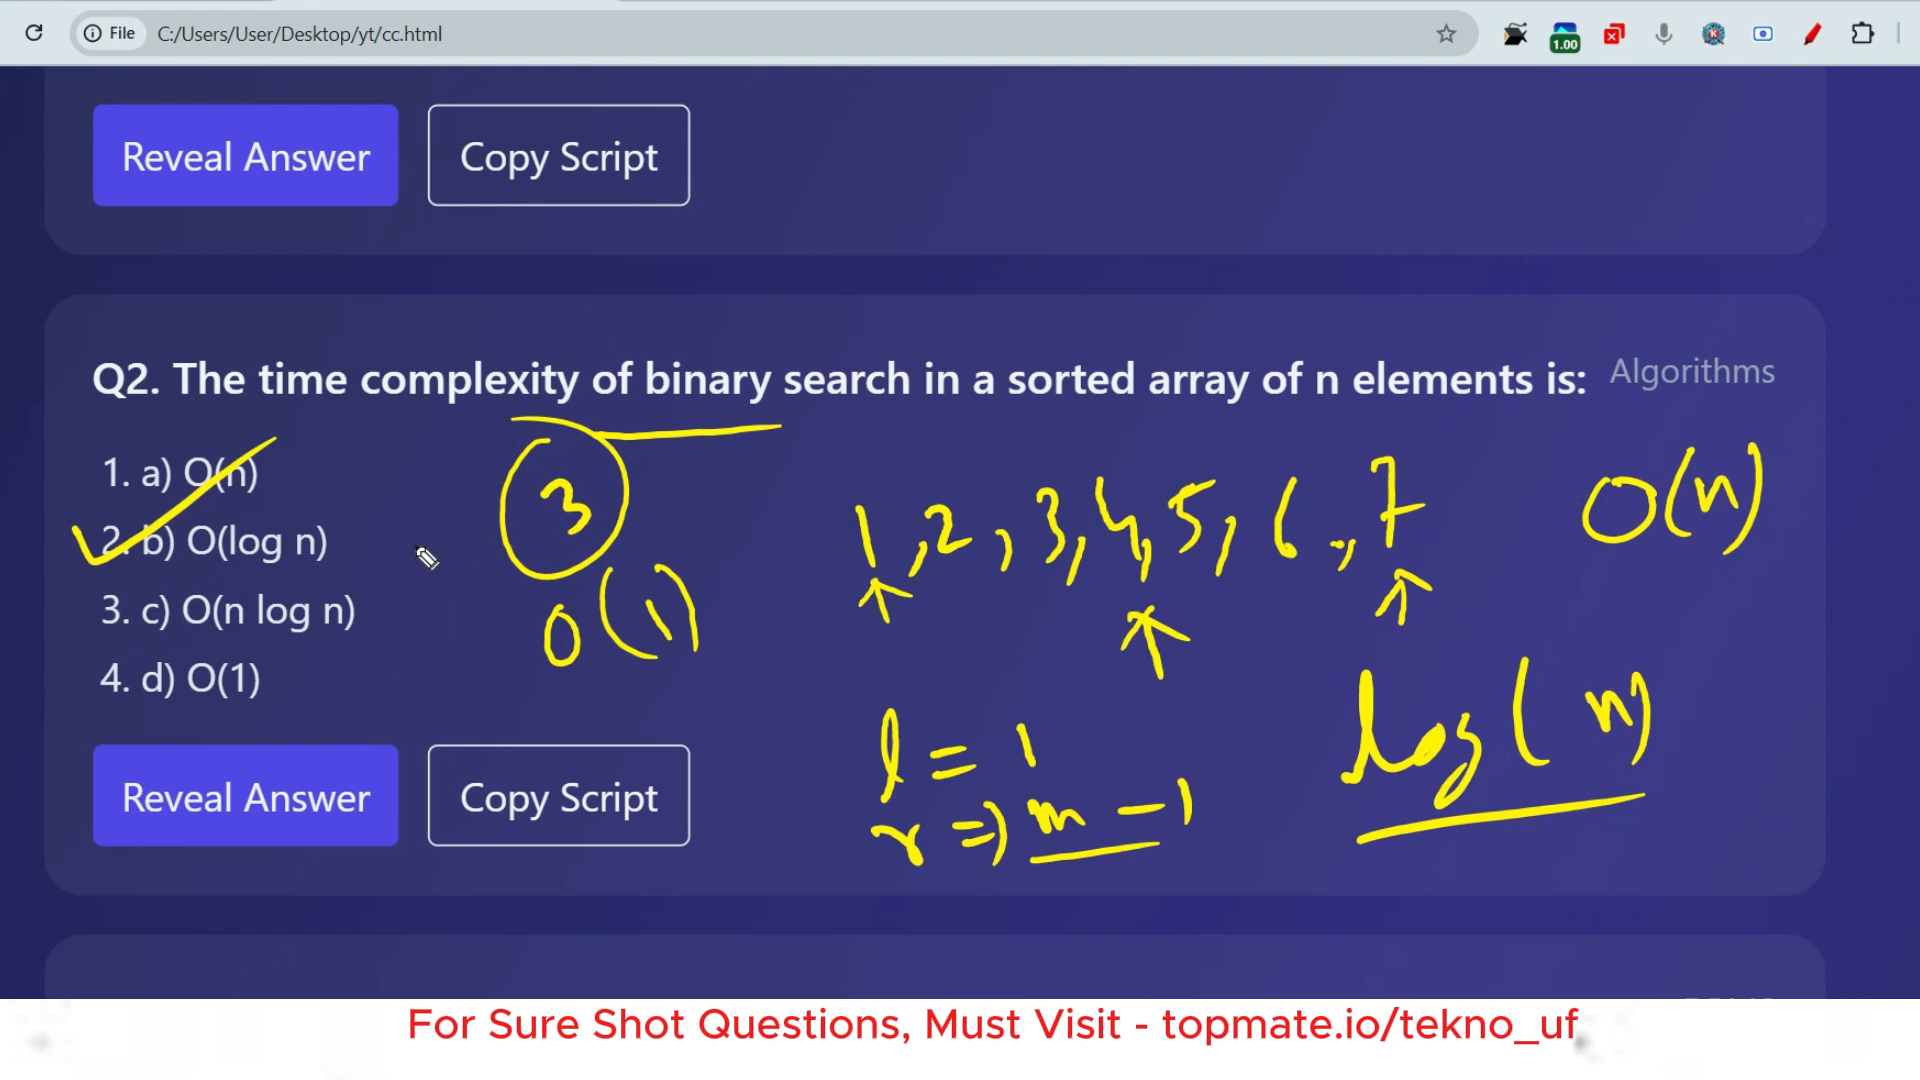 File C:/Users/User/Desktop/yt/cc.html
1.00
Reveal Answer Copy Script
Q2. The time complexity of binary search in a sorted array of n elements is: Algorithms
1. a) O(n)
2. b) O(log n)
3. c) O(n log n)
4. d) O(1)
3
O(1)
1, 2, 3, 4, 5, 6, 7
O(n)
l = 1
r => m - 1
log(n)
Reveal Answer Copy Script
For Sure Shot Questions, Must Visit - topmate.io/tekno_uf